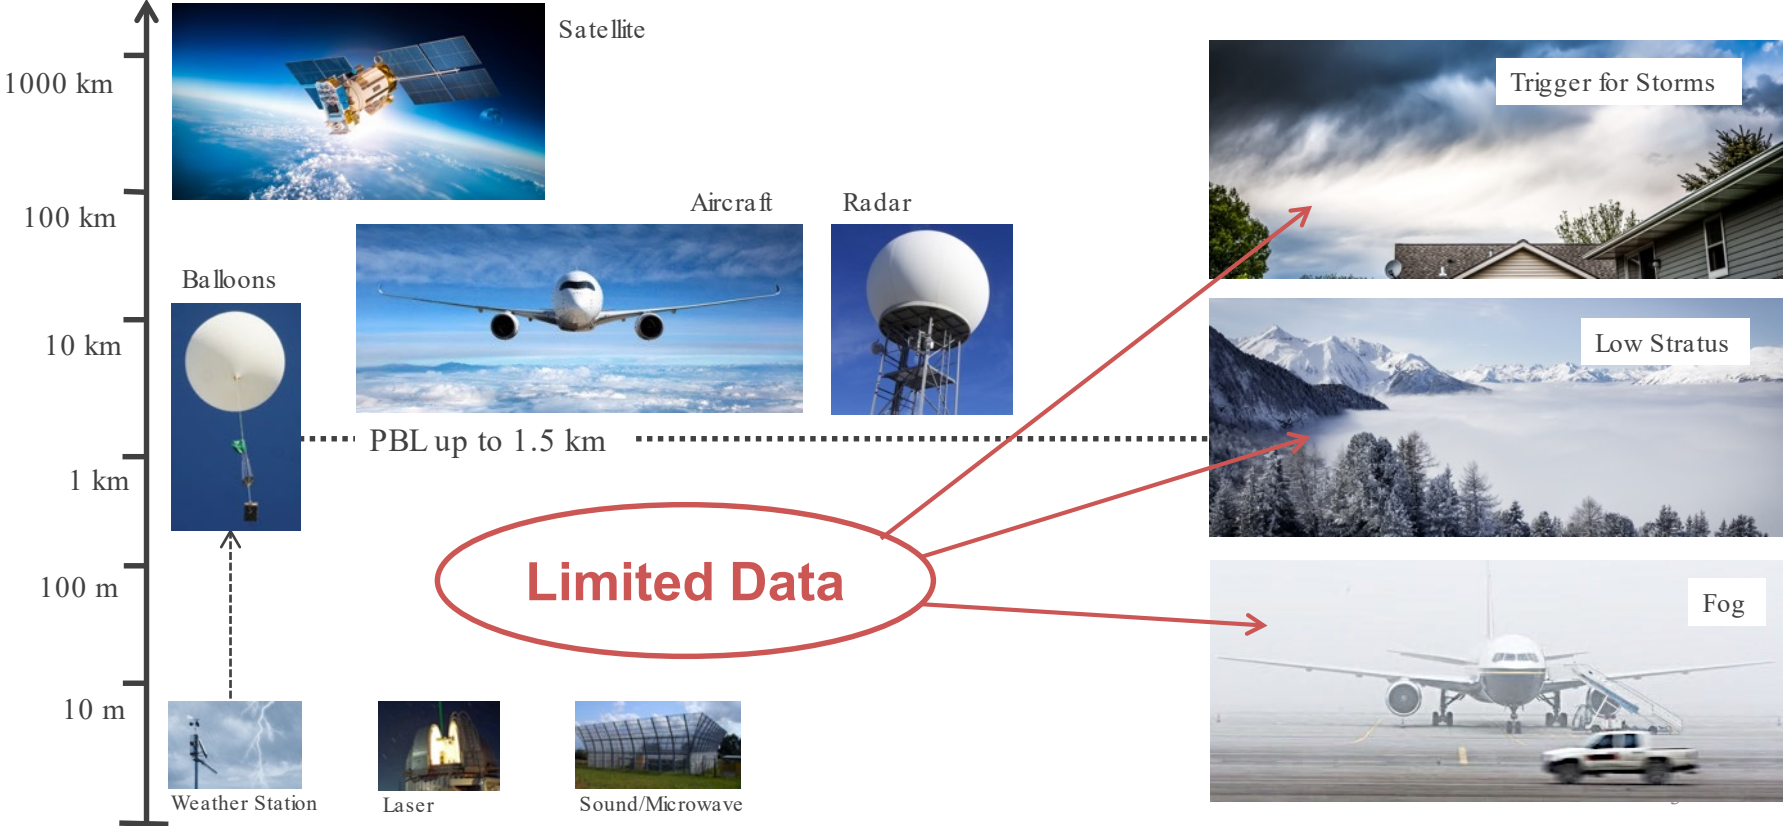 Satellite
1000 km
Trigger for Storms
100 km
Aircraft
Radar
Balloons
10 km
Low Stratus
PBL up to 1.5 km
1 km
Limited Data
100 m
Fog
10 m
Weather Station
Laser
Sound/Microwave